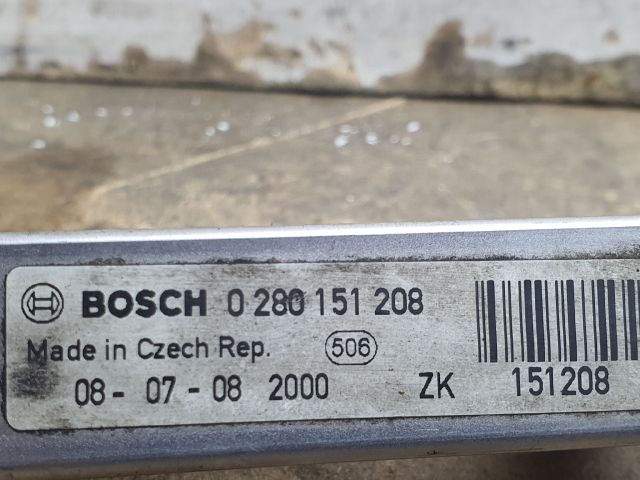 BOSCH 0 280 151 208
Made in Czech Rep. 506
08- 07 - 08 2000 ZK 151208